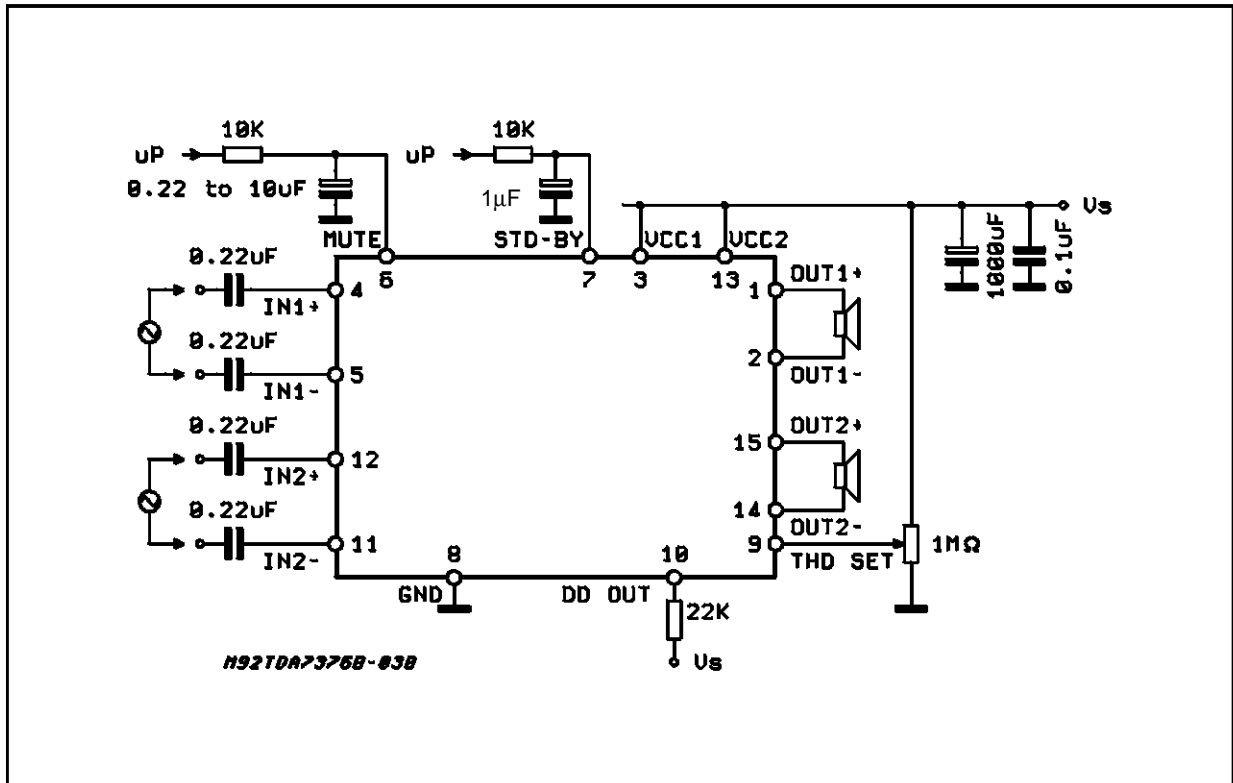 10K
uP
0.22 to 10uF
10K
uP
1µF
Vs
MUTE
STD-BY
VCC1
VCC2
6
7
3
13
1000uF
0.1uF
0.22uF
4
IN1+
0.22uF
5
IN1-
0.22uF
12
IN2+
0.22uF
11
IN2-
1
OUT1+
2
OUT1-
15
OUT2+
14
OUT2-
9
THD SET
1MΩ
8
GND
10
DD OUT
22K
Vs
M92TDA7376B-03B